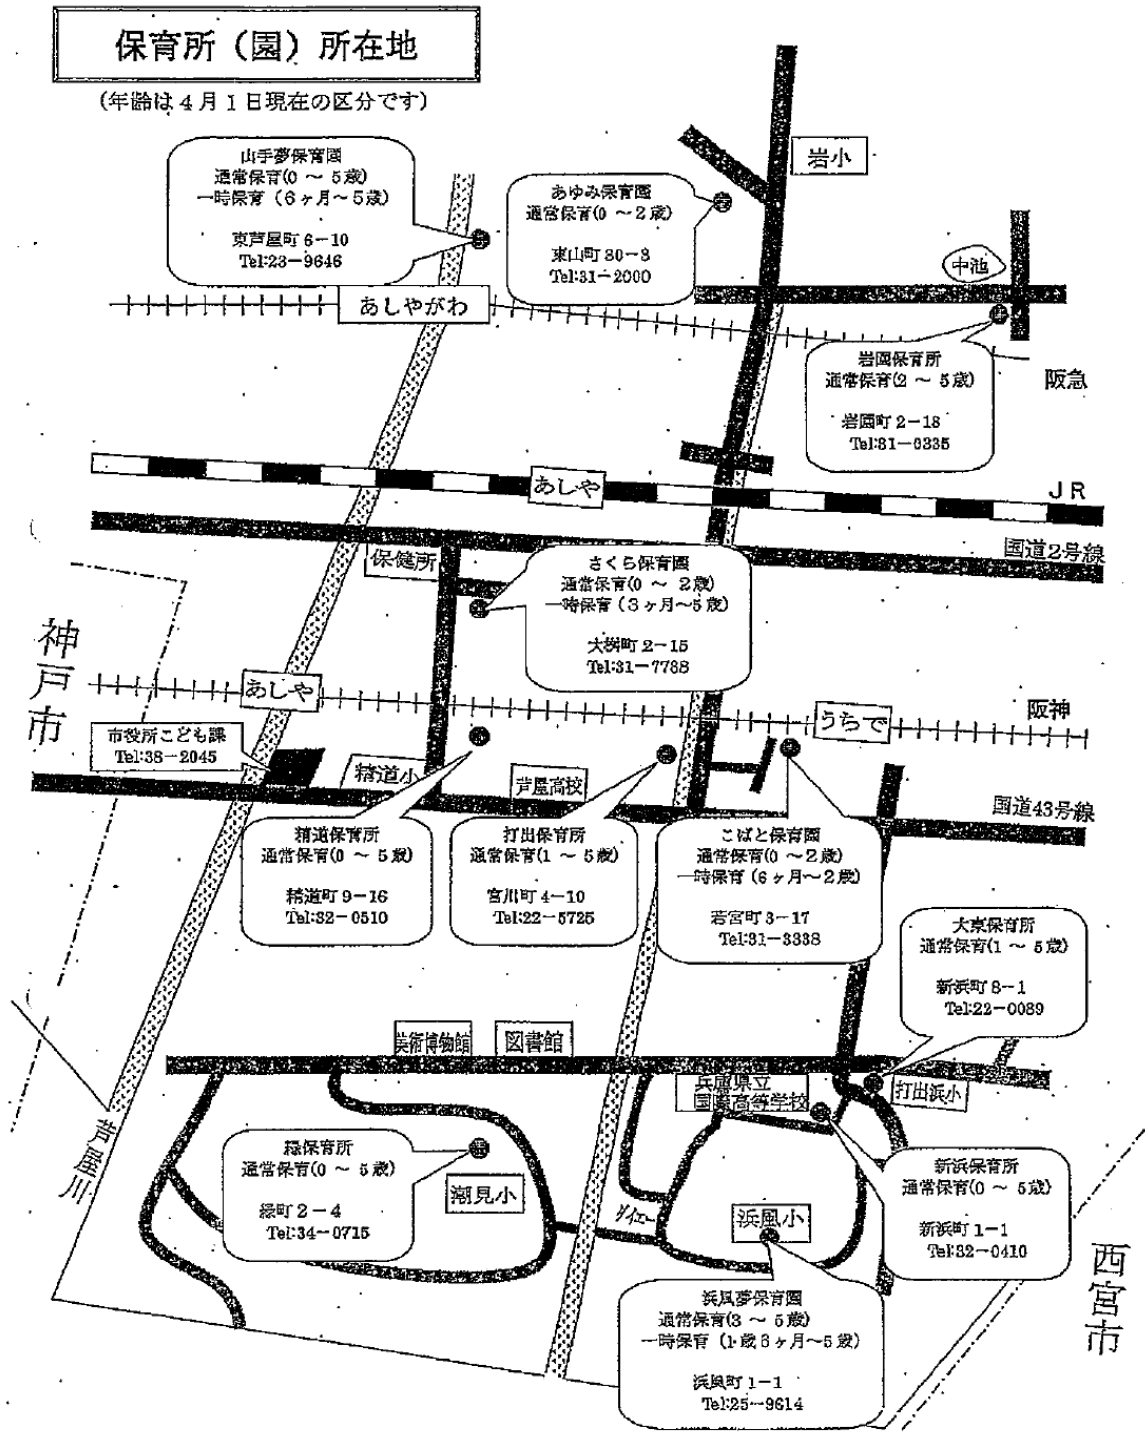 保育所（園）所在地
(年齢は4月1日現在の区分です)
山手夢保育園
通常保育(0 ～ 5歳)
一時保育 (6ヶ月～5歳)
東芦屋町 6－10
Tel:23－9646
あゆみ保育園
通常保育(0 ～2歳)
東山町 30－8
Tel:31－2000
岩小
中池
あしやがわ
岩園保育所
通常保育(2 ～ 5歳)
岩園町 2－18
Tel:31－0335
阪急
あしや
JR
国道2号線
保健所
さくら保育園
通常保育(0 ～ 2歳)
一時保育 (3ヶ月～5歳)
大桝町 2－15
Tel:31－7788
神戸市
あしや
うちで
阪神
市役所こども課
Tel:38－2045
精道小
芦屋高校
国道43号線
精道保育所
通常保育(0 ～ 5歳)
精道町 9－16
Tel:32－0510
打出保育所
通常保育(1 ～ 5歳)
宮川町 4－10
Tel:22－5725
こばと保育園
通常保育(0 ～2歳)
一時保育 (6ヶ月～2歳)
若宮町 3－17
Tel:31－3338
大東保育所
通常保育(1 ～ 5歳)
新浜町 8－1
Tel:22－0089
美術博物館
図書館
兵庫県立
国際高等学校
打出浜小
芦屋川
緑保育所
通常保育(0 ～ 5歳)
緑町 2－4
Tel:34－0715
潮見小
ダイエー
浜風小
新浜保育所
通常保育(0 ～ 5歳)
新浜町 1－1
Tel:32－0410
西宮市
浜風夢保育園
通常保育(3 ～ 5歳)
一時保育 (1歳6ヶ月～5歳)
浜風町 1－1
Tel:25－9614